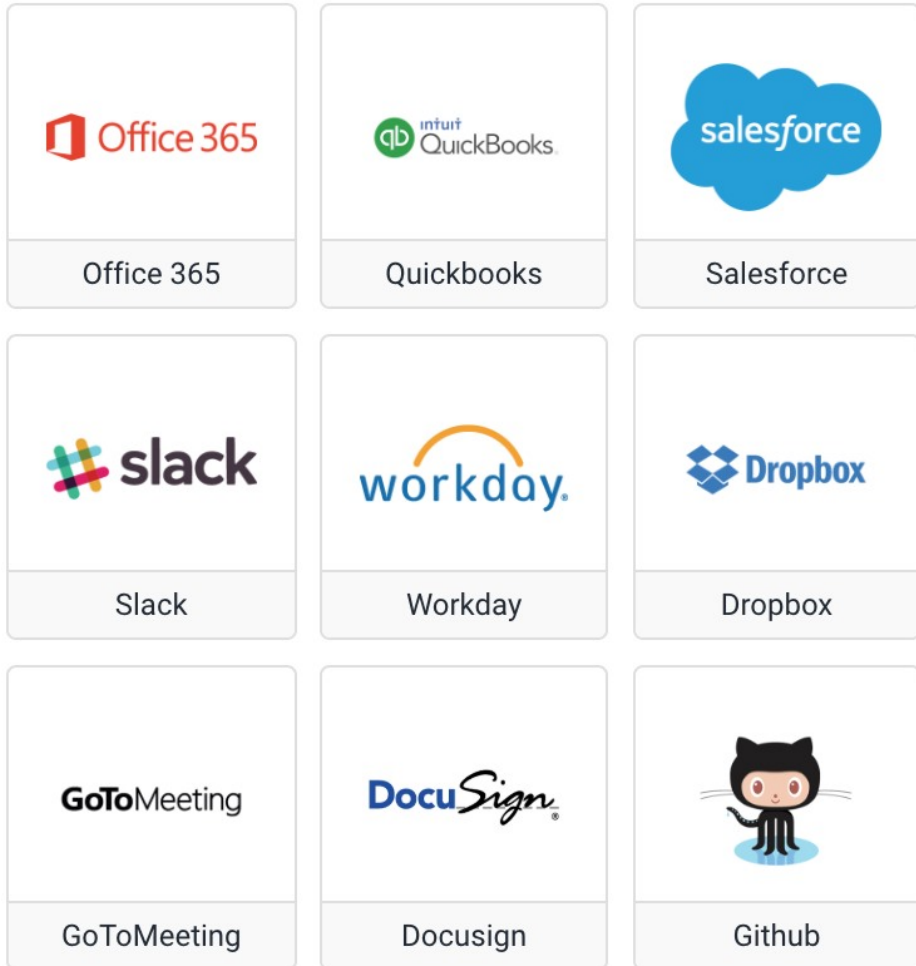 Office 365
intuit
qb QuickBooks.
salesforce
Office 365
Quickbooks
Salesforce
slack
workday®
Dropbox
Slack
Workday
Dropbox
GoToMeeting
DocuSign®
GoToMeeting
Docusign
Github